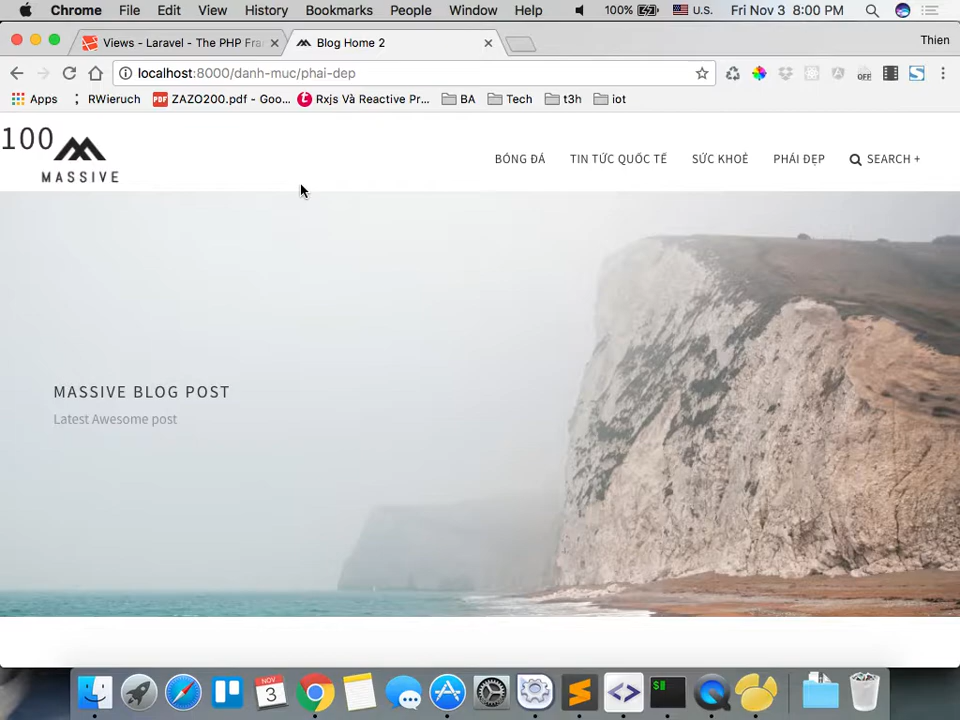 Chrome File Edit View History Bookmarks People Window Help 100% U.S. Fri Nov 3 8:00 PM
Views - Laravel - The PHP Fra
Blog Home 2
Thien
localhost:8000/danh-muc/phai-dep
OFF
Apps RWieruch ZAZO200.pdf - Goo... Rxjs Và Reactive Pr... BA Tech t3h iot
100
MASSIVE
BÓNG ĐÁ TIN TỨC QUỐC TẾ SỨC KHOẺ PHÁI ĐẸP SEARCH +
MASSIVE BLOG POST
Latest Awesome post
NOV
3